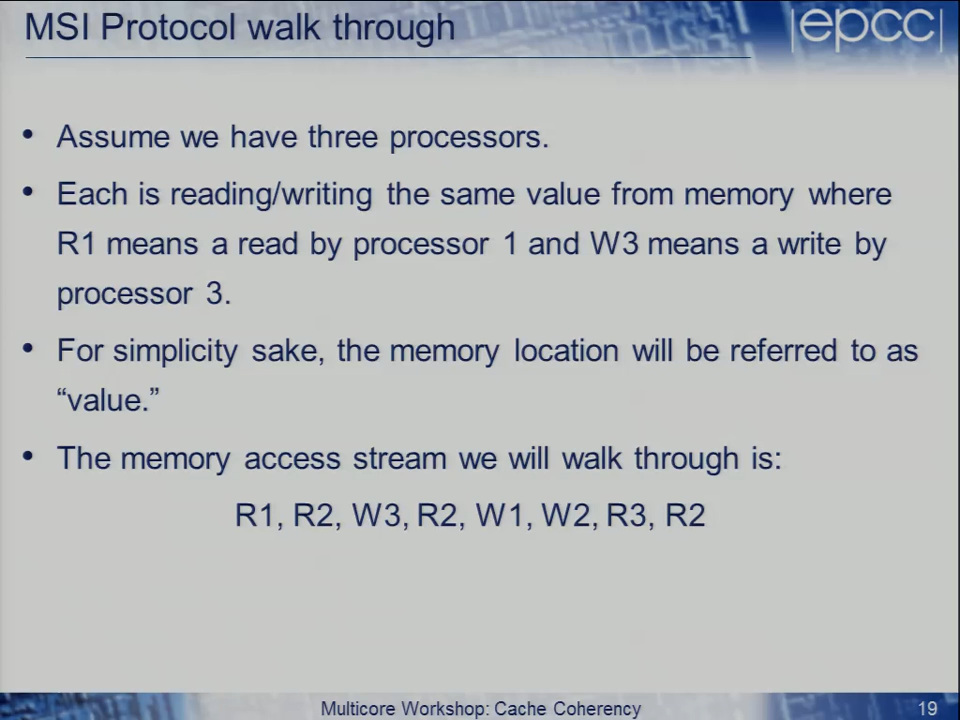 MSI Protocol walk through
|epcc|
• Assume we have three processors.
• Each is reading/writing the same value from memory where
R1 means a read by processor 1 and W3 means a write by
processor 3.
• For simplicity sake, the memory location will be referred to as
“value.”
• The memory access stream we will walk through is:
R1, R2, W3, R2, W1, W2, R3, R2
Multicore Workshop: Cache Coherency
19